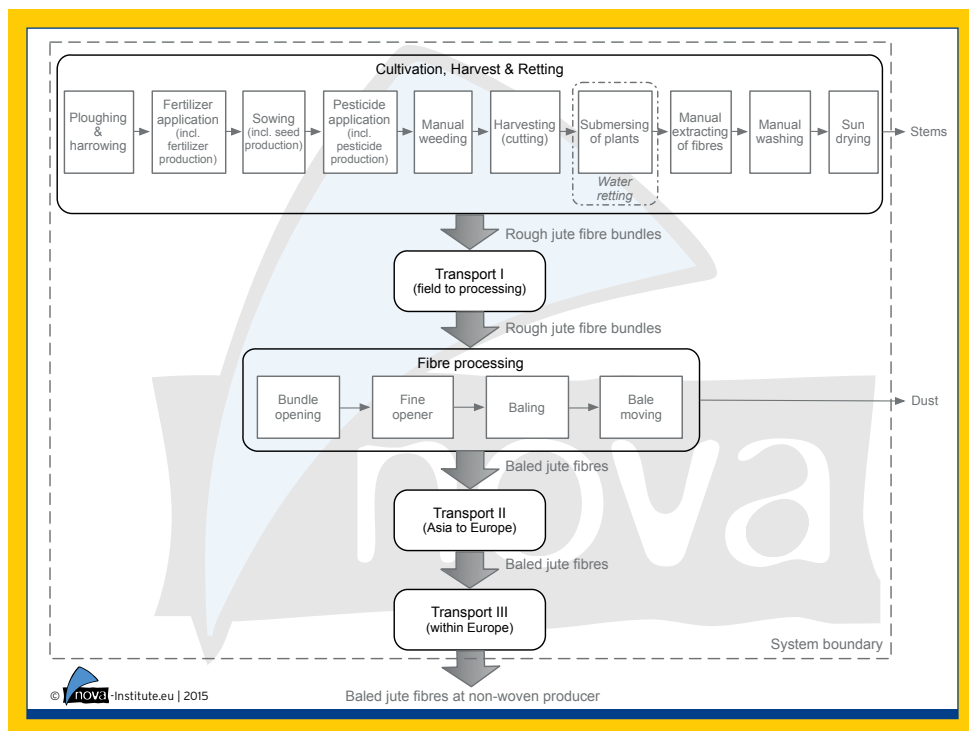 Cultivation, Harvest & Retting
Ploughing
&
harrowing
Fertilizer
application
(incl.
fertilizer
production)
Sowing
(incl. seed
production)
Pesticide
application
(incl.
pesticide
production)
Manual
weeding
Harvesting
(cutting)
Submersing
of plants
Water
retting
Manual
extracting
of fibres
Manual
washing
Sun
drying
Stems
Rough jute fibre bundles
Transport I
(field to processing)
Rough jute fibre bundles
Fibre processing
Bundle
opening
Fine
opener
Baling
Bale
moving
Dust
Baled jute fibres
Transport II
(Asia to Europe)
Baled jute fibres
Transport III
(within Europe)
System boundary
nova
© nova-Institute.eu | 2015
Baled jute fibres at non-woven producer